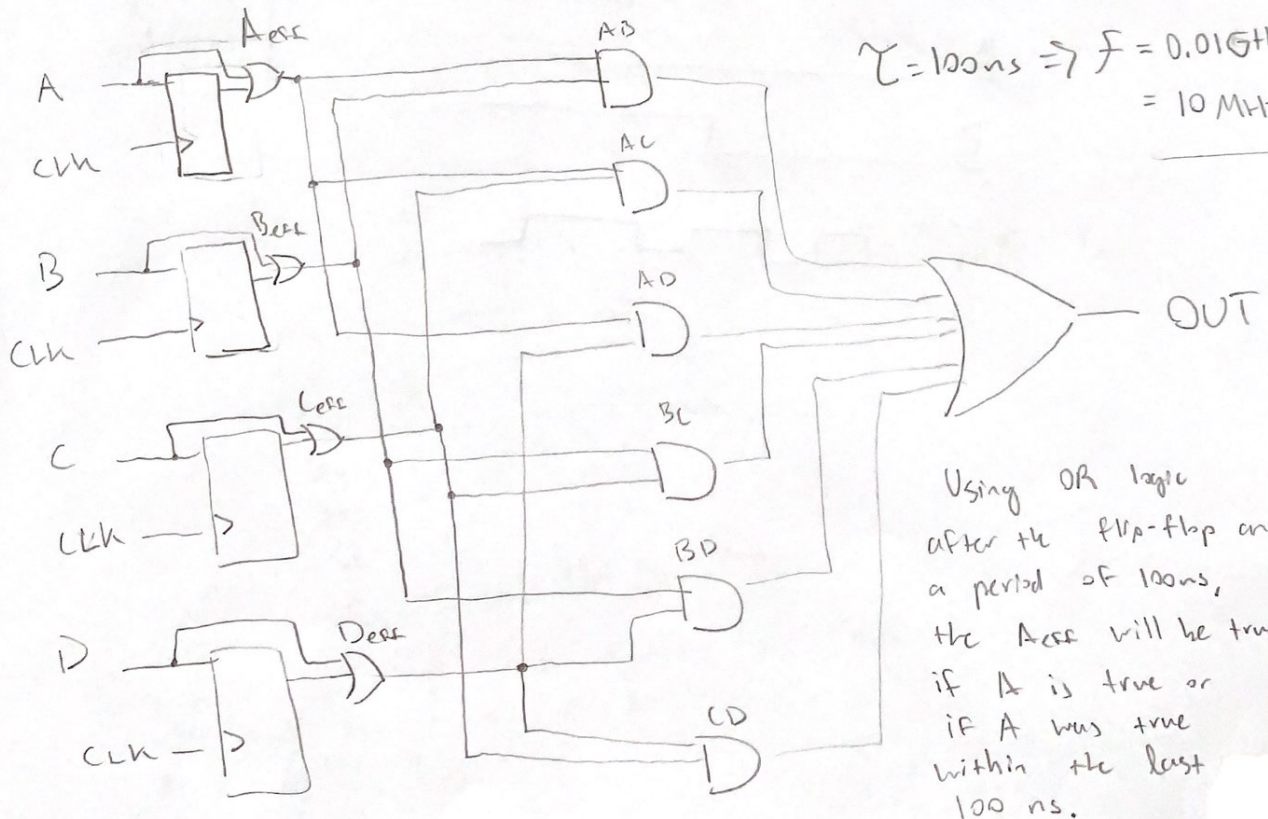 Aeff
A
CLK
Beff
B
CLK
Ceff
C
CLK
Deff
D
CLK
AB
AC
AD
BC
BD
CD
τ = 100ns ⇒ f = 0.01GH
= 10 MH
OUT
Using OR logic
after the flip-flop an
a period of 100ns,
the Aeff will be tru
if A is true or
if A was true
within the last
100 ns.